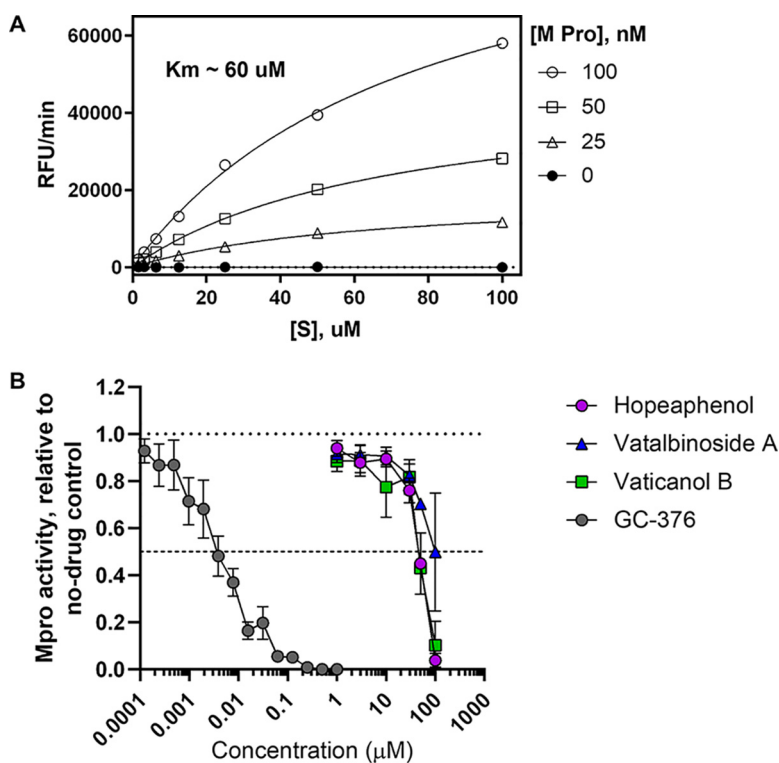 A
60000
40000
20000
0
RFU/min
Km ~ 60 uM
0 20 40 60 80 100
[S], uM
[M Pro], nM
100
50
25
0
B
1.2
1.0
0.8
0.6
0.4
0.2
0.0
Mpro activity, relative to
no-drug control
0.0001 0.001 0.01 0.1 1 10 100 1000
Concentration (μM)
Hopeaphenol
Vatalbinoside A
Vaticanol B
GC-376